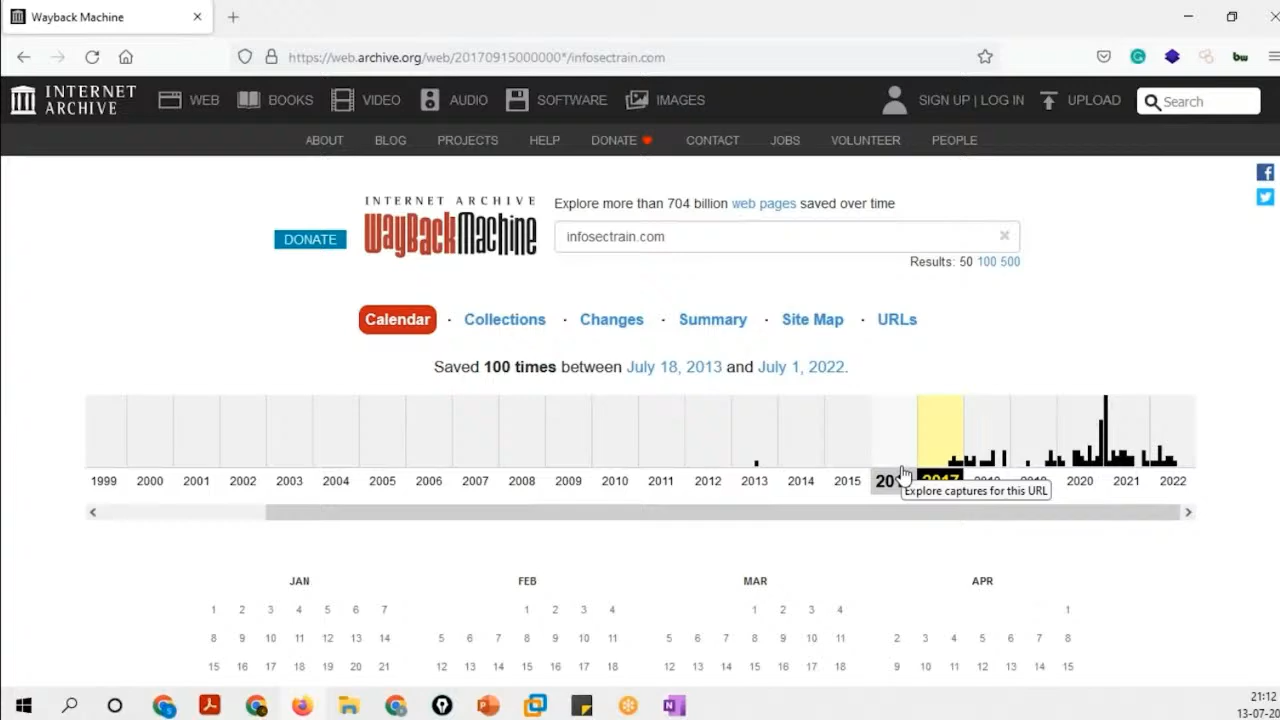 Wayback Machine
https://web.archive.org/web/20170915000000*/infosectrain.com
INTERNET ARCHIVE
WEB BOOKS VIDEO AUDIO SOFTWARE IMAGES
SIGN UP | LOG IN UPLOAD Search
ABOUT BLOG PROJECTS HELP DONATE CONTACT JOBS VOLUNTEER PEOPLE
DONATE
INTERNET ARCHIVE
WayBackMachine
Explore more than 704 billion web pages saved over time
infosectrain.com
Results: 50 100 500
Calendar · Collections · Changes · Summary · Site Map · URLs
Saved 100 times between July 18, 2013 and July 1, 2022.
1999 2000 2001 2002 2003 2004 2005 2006 2007 2008 2009 2010 2011 2012 2013 2014 2015 2017 2018 2019 2020 2021 2022
Explore captures for this URL
JAN FEB MAR APR
1 2 3 4 5 6 7 1 2 3 4 1 2 3 4 1
8 9 10 11 12 13 14 5 6 7 8 9 10 11 5 6 7 8 9 10 11 2 3 4 5 6 7 8
15 16 17 18 19 20 21 12 13 14 15 16 17 18 12 13 14 15 16 17 18 9 10 11 12 13 14 15
21:12
13-07-20